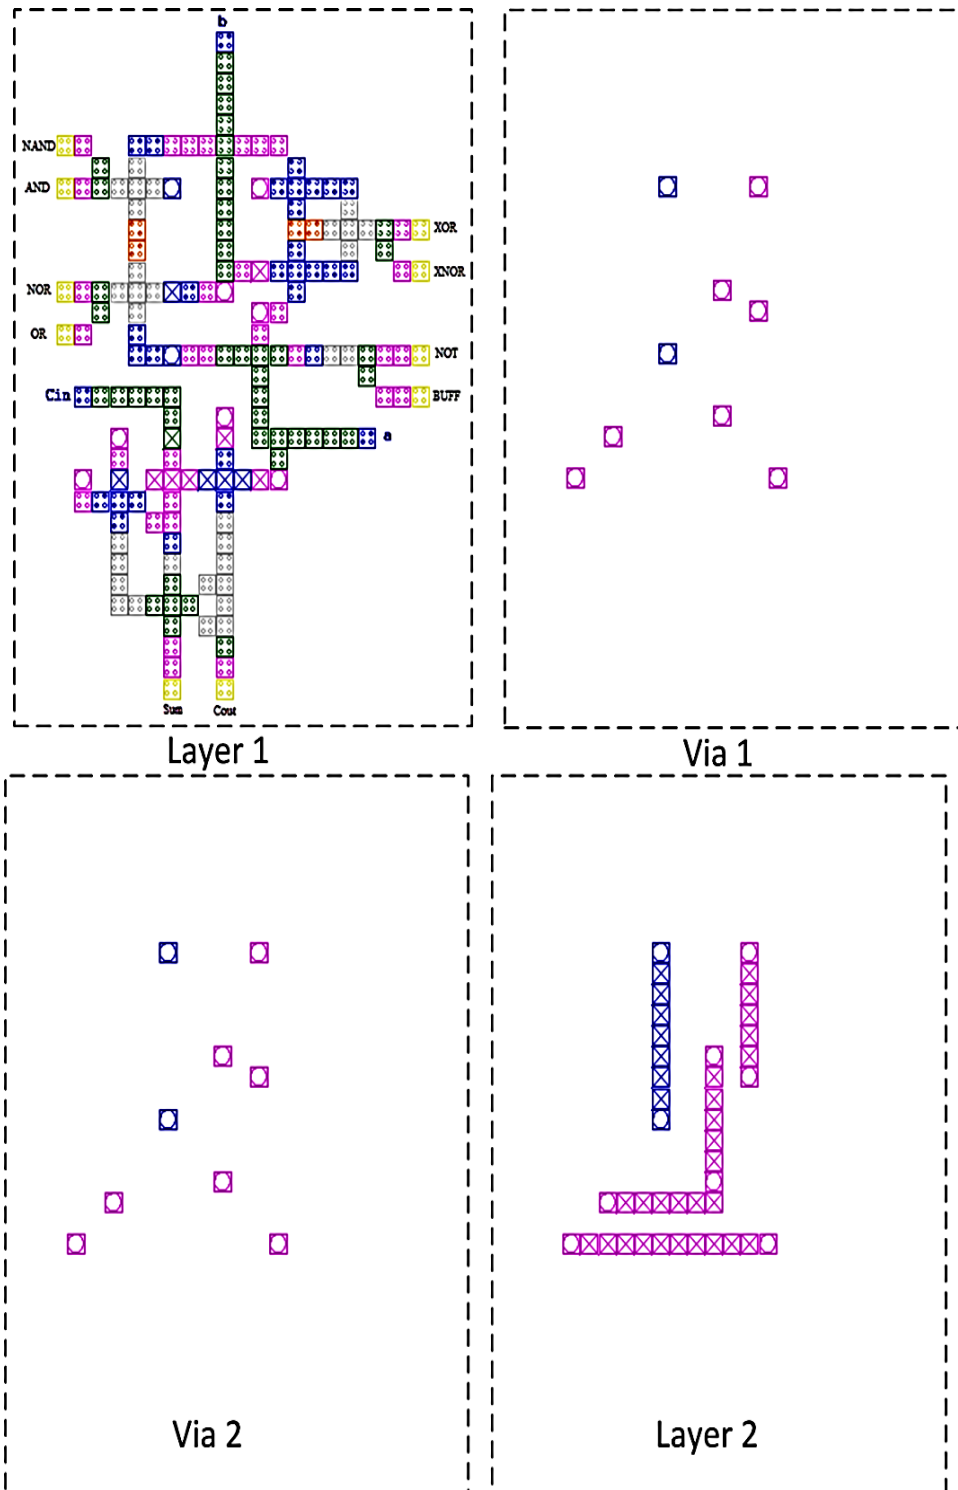 b
NAND
AND
XOR
XNOR
NOR
OR
NOT
Cin
BUFF
a
Sum Cout
Layer 1
Via 1
Via 2
Layer 2